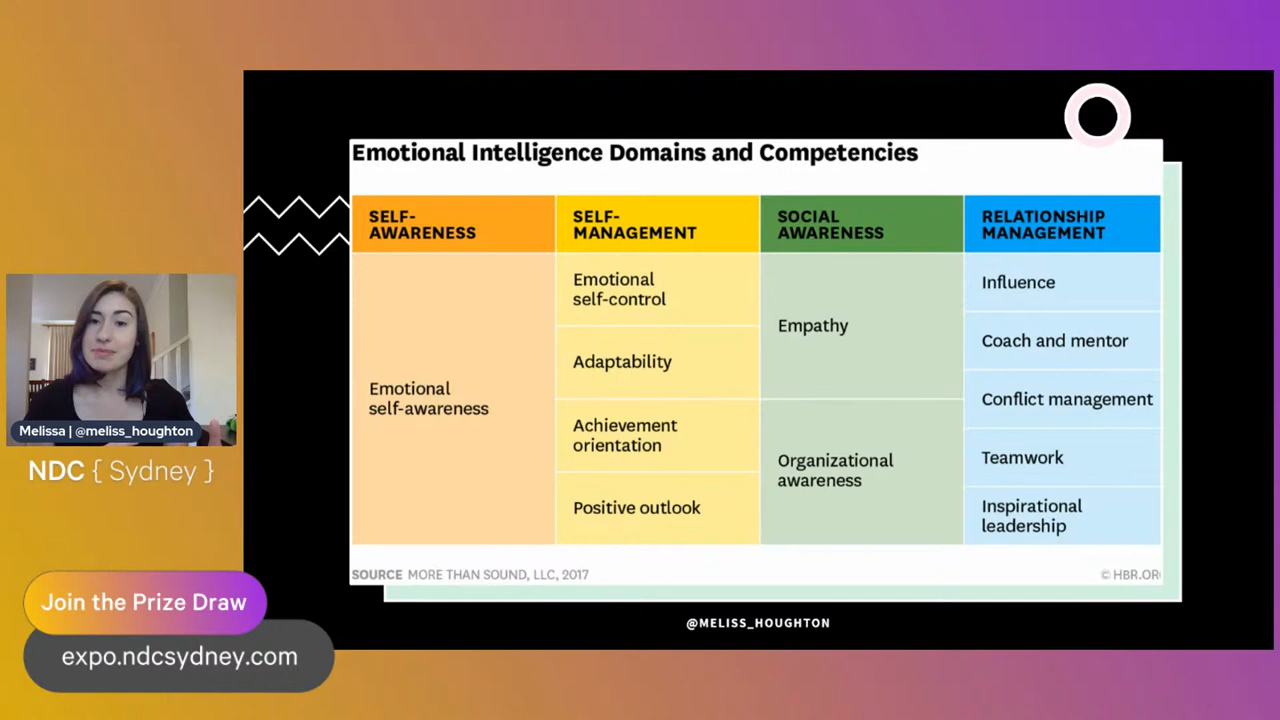 Emotional Intelligence Domains and Competencies
SELF-
AWARENESS
Emotional
self-awareness
SELF-
MANAGEMENT
Emotional
self-control
Adaptability
Achievement
orientation
Positive outlook
SOCIAL
AWARENESS
Empathy
Organizational
awareness
RELATIONSHIP
MANAGEMENT
Influence
Coach and mentor
Conflict management
Teamwork
Inspirational
leadership
SOURCE MORE THAN SOUND, LLC, 2017
© HBR.OR
@MELISS_HOUGHTON
Melissa | @meliss_houghton
NDC { Sydney }
Join the Prize Draw
expo.ndcsydney.com